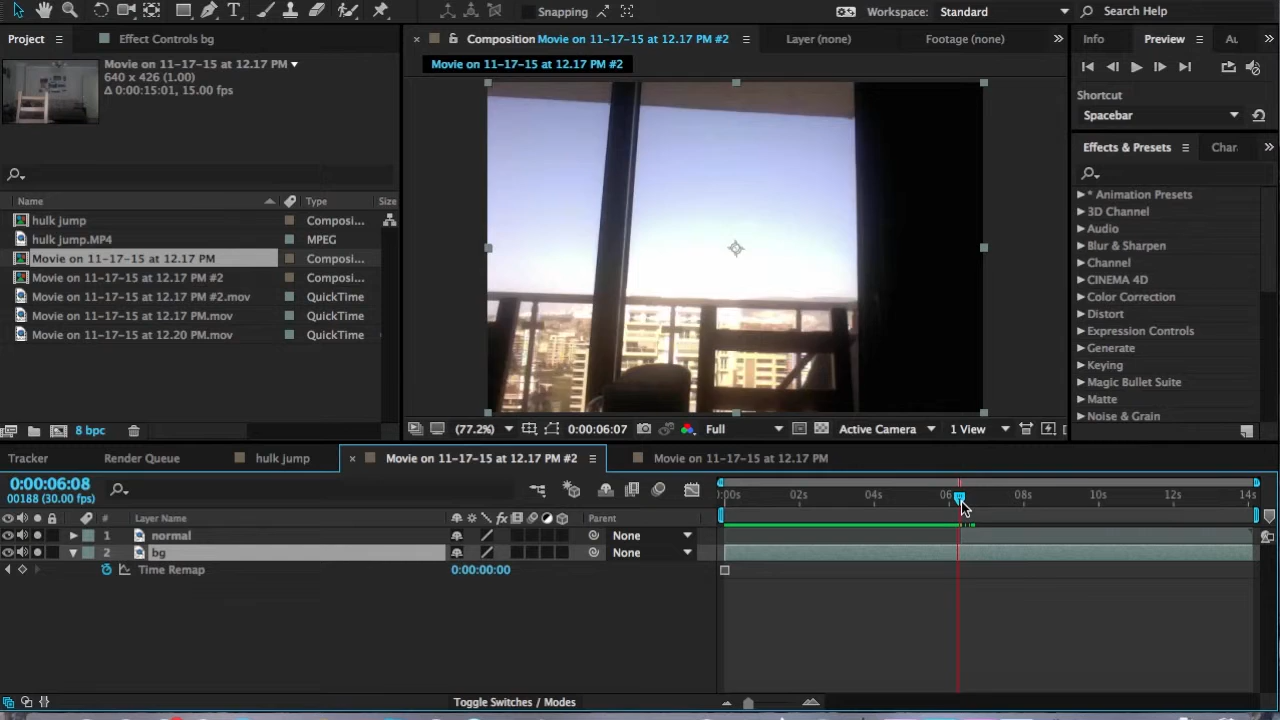 Snapping
Workspace: Standard
Search Help
Project
Effect Controls bg
Movie on 11-17-15 at 12.17 PM
640 x 426 (1.00)
Δ 0:00:15:01, 15.00 fps
Name
Type
Size
hulk jump
Composi...
hulk jump.MP4
MPEG
Movie on 11-17-15 at 12.17 PM
Composi...
Movie on 11-17-15 at 12.17 PM #2
Composi...
Movie on 11-17-15 at 12.17 PM #2.mov
QuickTime
Movie on 11-17-15 at 12.17 PM.mov
QuickTime
Movie on 11-17-15 at 12.20 PM.mov
QuickTime
8 bpc
Composition Movie on 11-17-15 at 12.17 PM #2
Layer (none)
Footage (none)
Movie on 11-17-15 at 12.17 PM #2
(77.2%)
0:00:06:07
Full
Active Camera
1 View
Info
Preview
Au
Shortcut
Spacebar
Effects & Presets
Char
* Animation Presets
3D Channel
Audio
Blur & Sharpen
Channel
CINEMA 4D
Color Correction
Distort
Expression Controls
Generate
Keying
Magic Bullet Suite
Matte
Noise & Grain
Tracker
Render Queue
hulk jump
Movie on 11-17-15 at 12.17 PM #2
Movie on 11-17-15 at 12.17 PM
0:00:06:08
00188 (30.00 fps)
:00s 02s 04s 06 08s 10s 12s 14s
# Layer Name
Parent
1 normal
None
2 bg
None
Time Remap
0:00:00:00
Toggle Switches / Modes